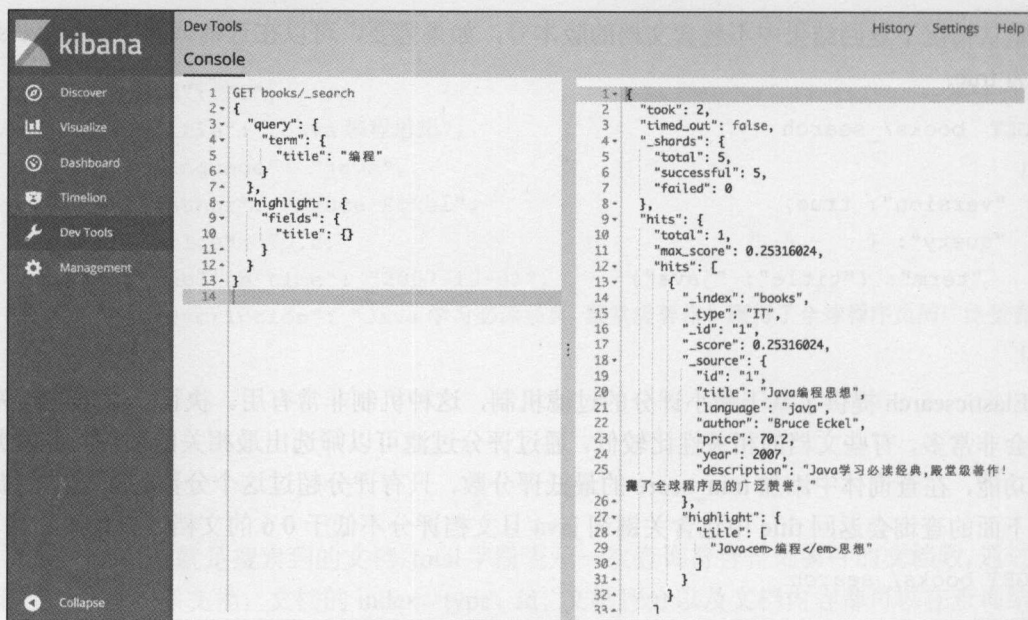 kibana
Discover
Visualize
Dashboard
Timelion
Dev Tools
Management
Collapse
Dev Tools
History Settings Help
Console
1 GET books/_search
2 {
3 "query": {
4 "term": {
5 "title": "编程"
6 }
7 },
8 "highlight": {
9 "fields": {
10 "title": {}
11 }
12 }
13 }
14
1 {
2 "took": 2,
3 "timed_out": false,
4 "_shards": {
5 "total": 5,
6 "successful": 5,
7 "failed": 0
8 },
9 "hits": {
10 "total": 1,
11 "max_score": 0.25316024,
12 "hits": [
13 {
14 "_index": "books",
15 "_type": "IT",
16 "_id": "1",
17 "_score": 0.25316024,
18 "_source": {
19 "id": "1",
20 "title": "Java编程思想",
21 "language": "java",
22 "author": "Bruce Eckel",
23 "price": 70.2,
24 "year": 2007,
25 "description": "Java学习必读经典,殿堂级著作!
赢了全球程序员的广泛赞誉。"
26 },
27 "highlight": {
28 "title": [
29 "Java<em>编程</em>思想"
30 ]
31 }
32 }
33 ]